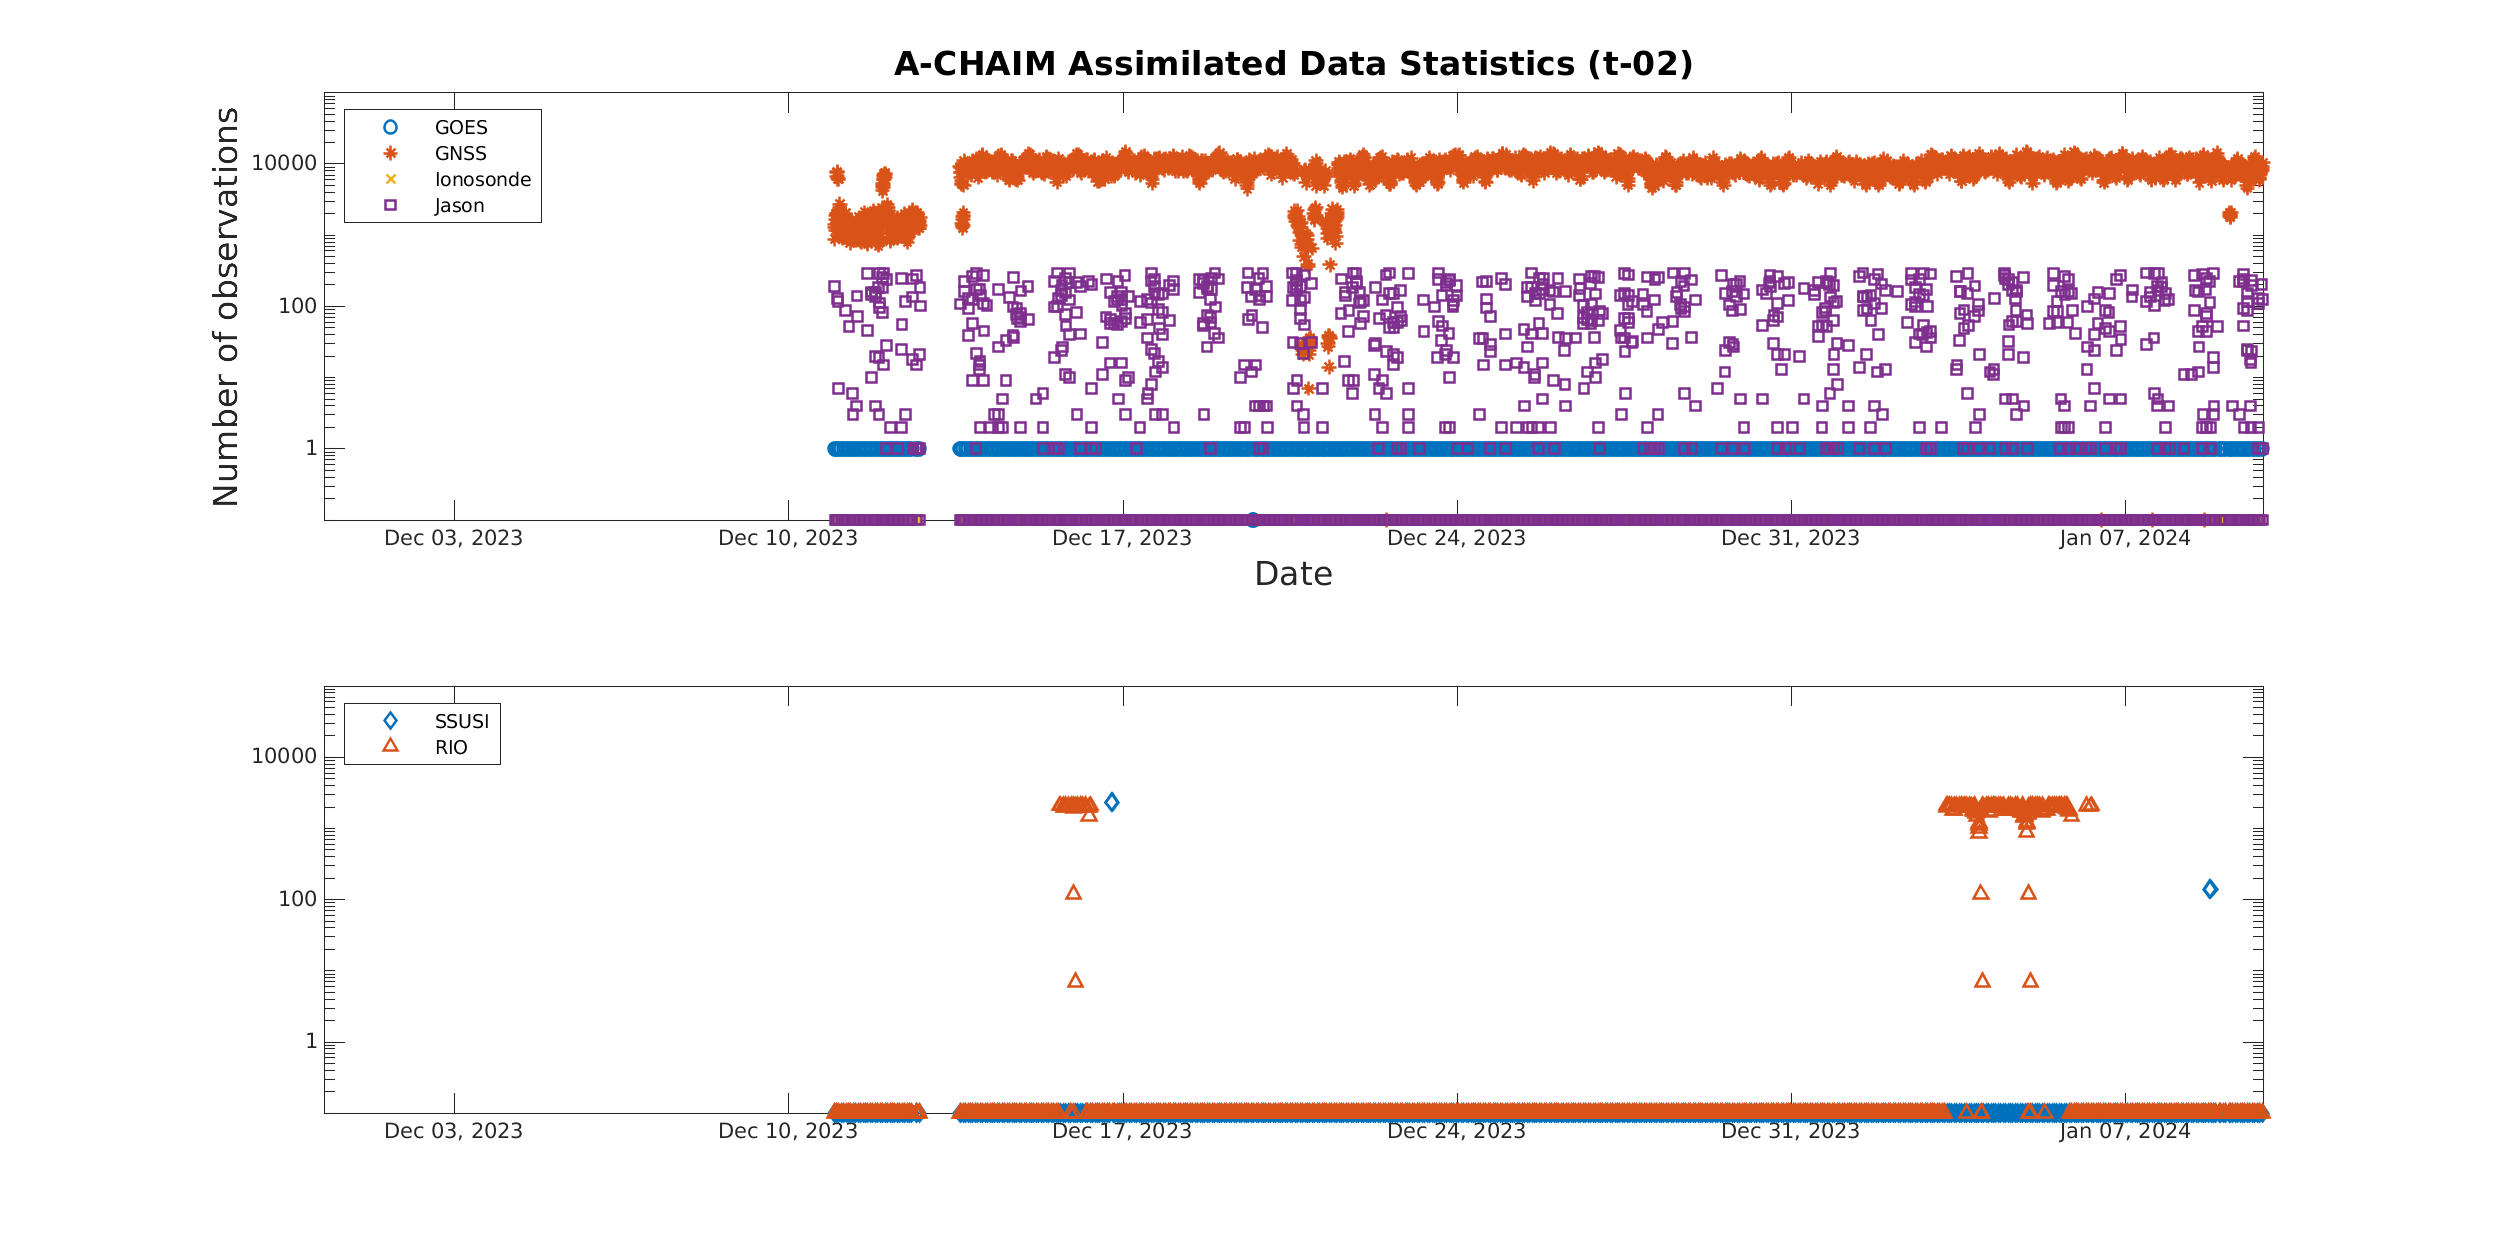 A-CHAIM Assimilated Data Statistics (t-02)
Number of observations
GOES
GNSS
Ionosonde
Jason
10000
100
1
Dec 03, 2023
Dec 10, 2023
Dec 17, 2023
Dec 24, 2023
Dec 31, 2023
Jan 07, 2024
Date
SSUSI
RIO
10000
100
1
Dec 03, 2023
Dec 10, 2023
Dec 17, 2023
Dec 24, 2023
Dec 31, 2023
Jan 07, 2024